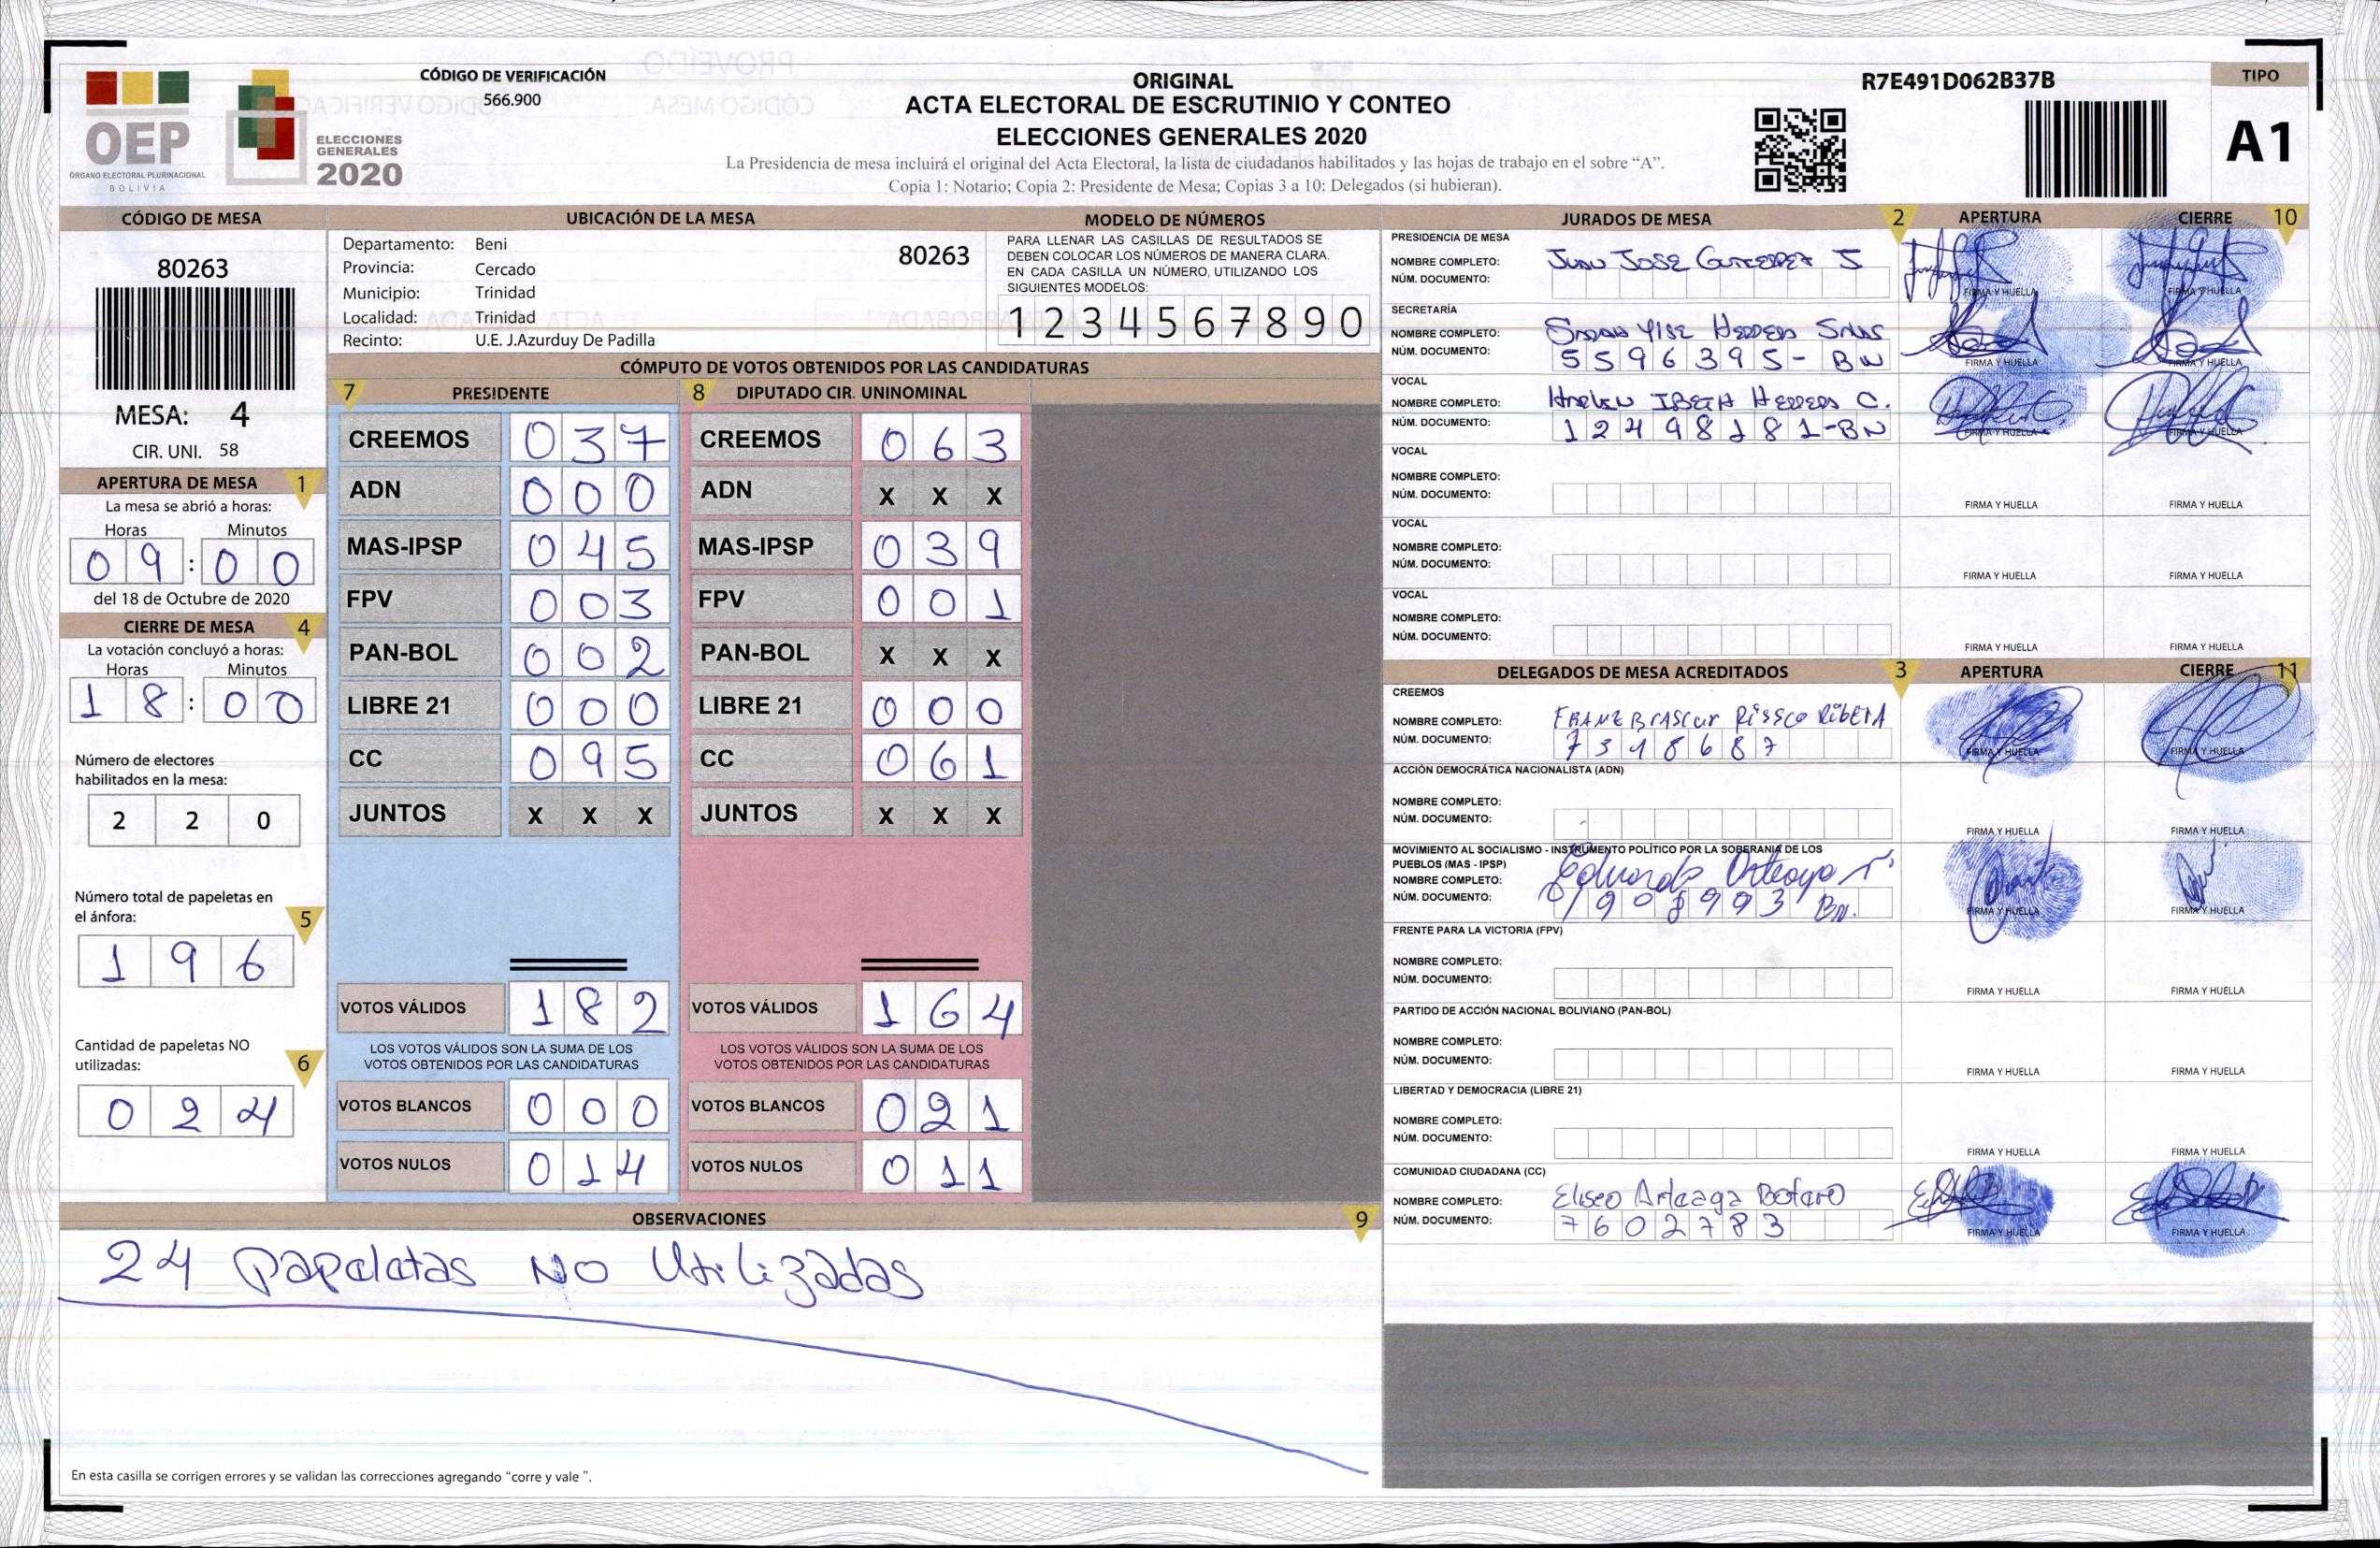 CÓDIGO DE VERIFICACIÓN
566.900
OEP
ÓRGANO ELECTORAL PLURINACIONAL
BOLIVIA
ELECCIONES
GENERALES
2020
ORIGINAL
ACTA ELECTORAL DE ESCRUTINIO Y CONTEO
ELECCIONES GENERALES 2020
La Presidencia de mesa incluirá el original del Acta Electoral, la lista de ciudadanos habilitados y las hojas de trabajo en el sobre “A”.
Copia 1: Notario; Copia 2: Presidente de Mesa; Copias 3 a 10: Delegados (si hubieran).
R7E491D062B37B
TIPO
A1
CÓDIGO DE MESA
80263
MESA: 4
CIR. UNI. 58
APERTURA DE MESA 1
La mesa se abrió a horas:
Horas Minutos
09:00
del 18 de Octubre de 2020
CIERRE DE MESA 4
La votación concluyó a horas:
Horas Minutos
18:00
Número de electores
habilitados en la mesa:
2 2 0
Número total de papeletas en
el ánfora: 5
1 9 6
Cantidad de papeletas NO
utilizadas: 6
0 2 4
UBICACIÓN DE LA MESA
Departamento: Beni 80263
Provincia: Cercado
Municipio: Trinidad
Localidad: Trinidad
Recinto: U.E. J.Azurduy De Padilla
MODELO DE NÚMEROS
PARA LLENAR LAS CASILLAS DE RESULTADOS SE
DEBEN COLOCAR LOS NÚMEROS DE MANERA CLARA.
EN CADA CASILLA UN NÚMERO, UTILIZANDO LOS
SIGUIENTES MODELOS:
1 2 3 4 5 6 7 8 9 0
CÓMPUTO DE VOTOS OBTENIDOS POR LAS CANDIDATURAS
7 PRESIDENTE 8 DIPUTADO CIR. UNINOMINAL
CREEMOS 037 CREEMOS 063
ADN 000 ADN X X X
MAS-IPSP 045 MAS-IPSP 039
FPV 003 FPV 001
PAN-BOL 002 PAN-BOL X X X
LIBRE 21 000 LIBRE 21 000
CC 095 CC 061
JUNTOS X X X JUNTOS X X X
VOTOS VÁLIDOS 182 VOTOS VÁLIDOS 164
LOS VOTOS VÁLIDOS SON LA SUMA DE LOS LOS VOTOS VÁLIDOS SON LA SUMA DE LOS
VOTOS OBTENIDOS POR LAS CANDIDATURAS VOTOS OBTENIDOS POR LAS CANDIDATURAS
VOTOS BLANCOS 000 VOTOS BLANCOS 021
VOTOS NULOS 014 VOTOS NULOS 011
OBSERVACIONES 9
24 Papeletas No Utilizadas
En esta casilla se corrigen errores y se validan las correcciones agregando “corre y vale ”.
JURADOS DE MESA 2 APERTURA CIERRE 10
PRESIDENCIA DE MESA
NOMBRE COMPLETO: Juan Jose Gutierrez J
NÚM. DOCUMENTO:
FIRMA Y HUELLA FIRMA Y HUELLA
SECRETARÍA
NOMBRE COMPLETO: Yise Herrera
NÚM. DOCUMENTO: 5596395- BN
FIRMA Y HUELLA FIRMA Y HUELLA
VOCAL
NOMBRE COMPLETO: Ibeth Herrera C.
NÚM. DOCUMENTO: 12498181-BN
FIRMA Y HUELLA FIRMA Y HUELLA
VOCAL
NOMBRE COMPLETO:
NÚM. DOCUMENTO:
FIRMA Y HUELLA FIRMA Y HUELLA
VOCAL
NOMBRE COMPLETO:
NÚM. DOCUMENTO:
FIRMA Y HUELLA FIRMA Y HUELLA
VOCAL
NOMBRE COMPLETO:
NÚM. DOCUMENTO:
FIRMA Y HUELLA FIRMA Y HUELLA
DELEGADOS DE MESA ACREDITADOS 3 APERTURA CIERRE 11
CREEMOS
NOMBRE COMPLETO: RIBERA
NÚM. DOCUMENTO:
FIRMA Y HUELLA FIRMA Y HUELLA
ACCIÓN DEMOCRÁTICA NACIONALISTA (ADN)
NOMBRE COMPLETO:
NÚM. DOCUMENTO:
FIRMA Y HUELLA FIRMA Y HUELLA
MOVIMIENTO AL SOCIALISMO - INSTRUMENTO POLÍTICO POR LA SOBERANIA DE LOS
PUEBLOS (MAS - IPSP)
NOMBRE COMPLETO: Eduardo
NÚM. DOCUMENTO: BN.
FIRMA Y HUELLA FIRMA Y HUELLA
FRENTE PARA LA VICTORIA (FPV)
NOMBRE COMPLETO:
NÚM. DOCUMENTO:
FIRMA Y HUELLA FIRMA Y HUELLA
PARTIDO DE ACCIÓN NACIONAL BOLIVIANO (PAN-BOL)
NOMBRE COMPLETO:
NÚM. DOCUMENTO:
FIRMA Y HUELLA FIRMA Y HUELLA
LIBERTAD Y DEMOCRACIA (LIBRE 21)
NOMBRE COMPLETO:
NÚM. DOCUMENTO:
FIRMA Y HUELLA FIRMA Y HUELLA
COMUNIDAD CIUDADANA (CC)
NOMBRE COMPLETO: Eliseo Arteaga
NÚM. DOCUMENTO: 7602783
FIRMA Y HUELLA FIRMA Y HUELLA